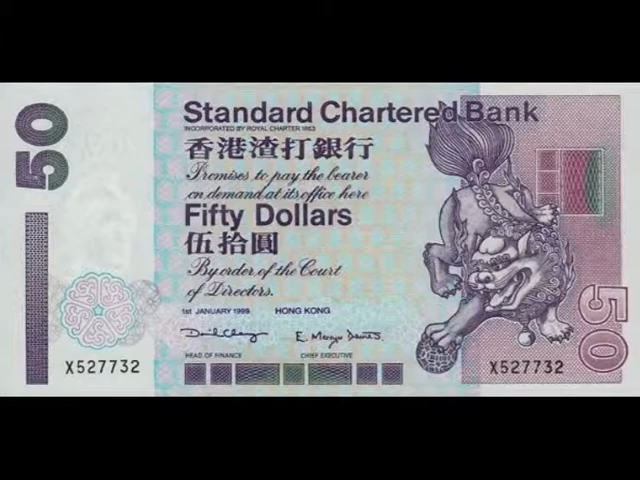 50
Standard Chartered Bank
INCORPORATED BY ROYAL CHARTER 1853
香港渣打銀行
Promises to pay the bearer
on demand at its office here
Fifty Dollars
伍拾圓
By order of the Court
of Directors.
1st JANUARY 1999. HONG KONG
HEAD OF FINANCE CHIEF EXECUTIVE
X527732
X527732
50